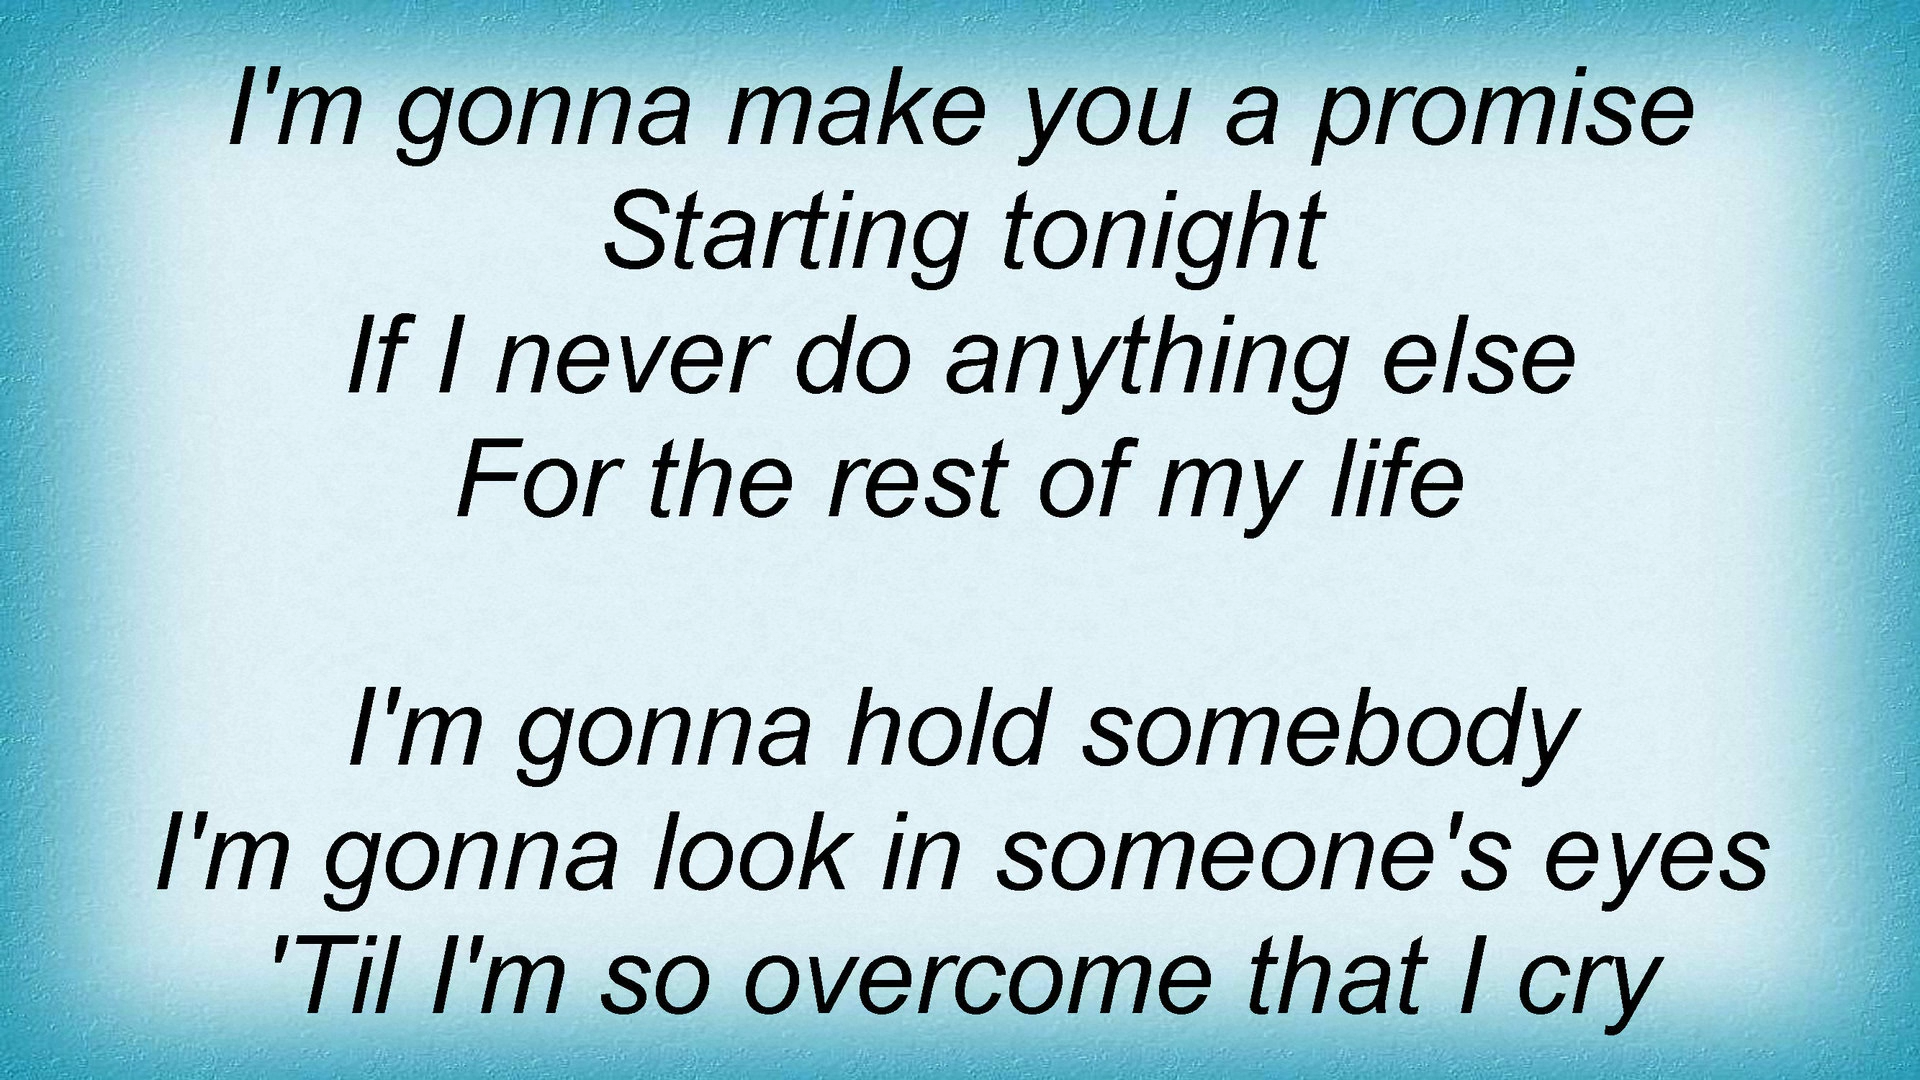 I'm gonna make you a promise
Starting tonight
If I never do anything else
For the rest of my life
I'm gonna hold somebody
I'm gonna look in someone's eyes
'Til I'm so overcome that I cry